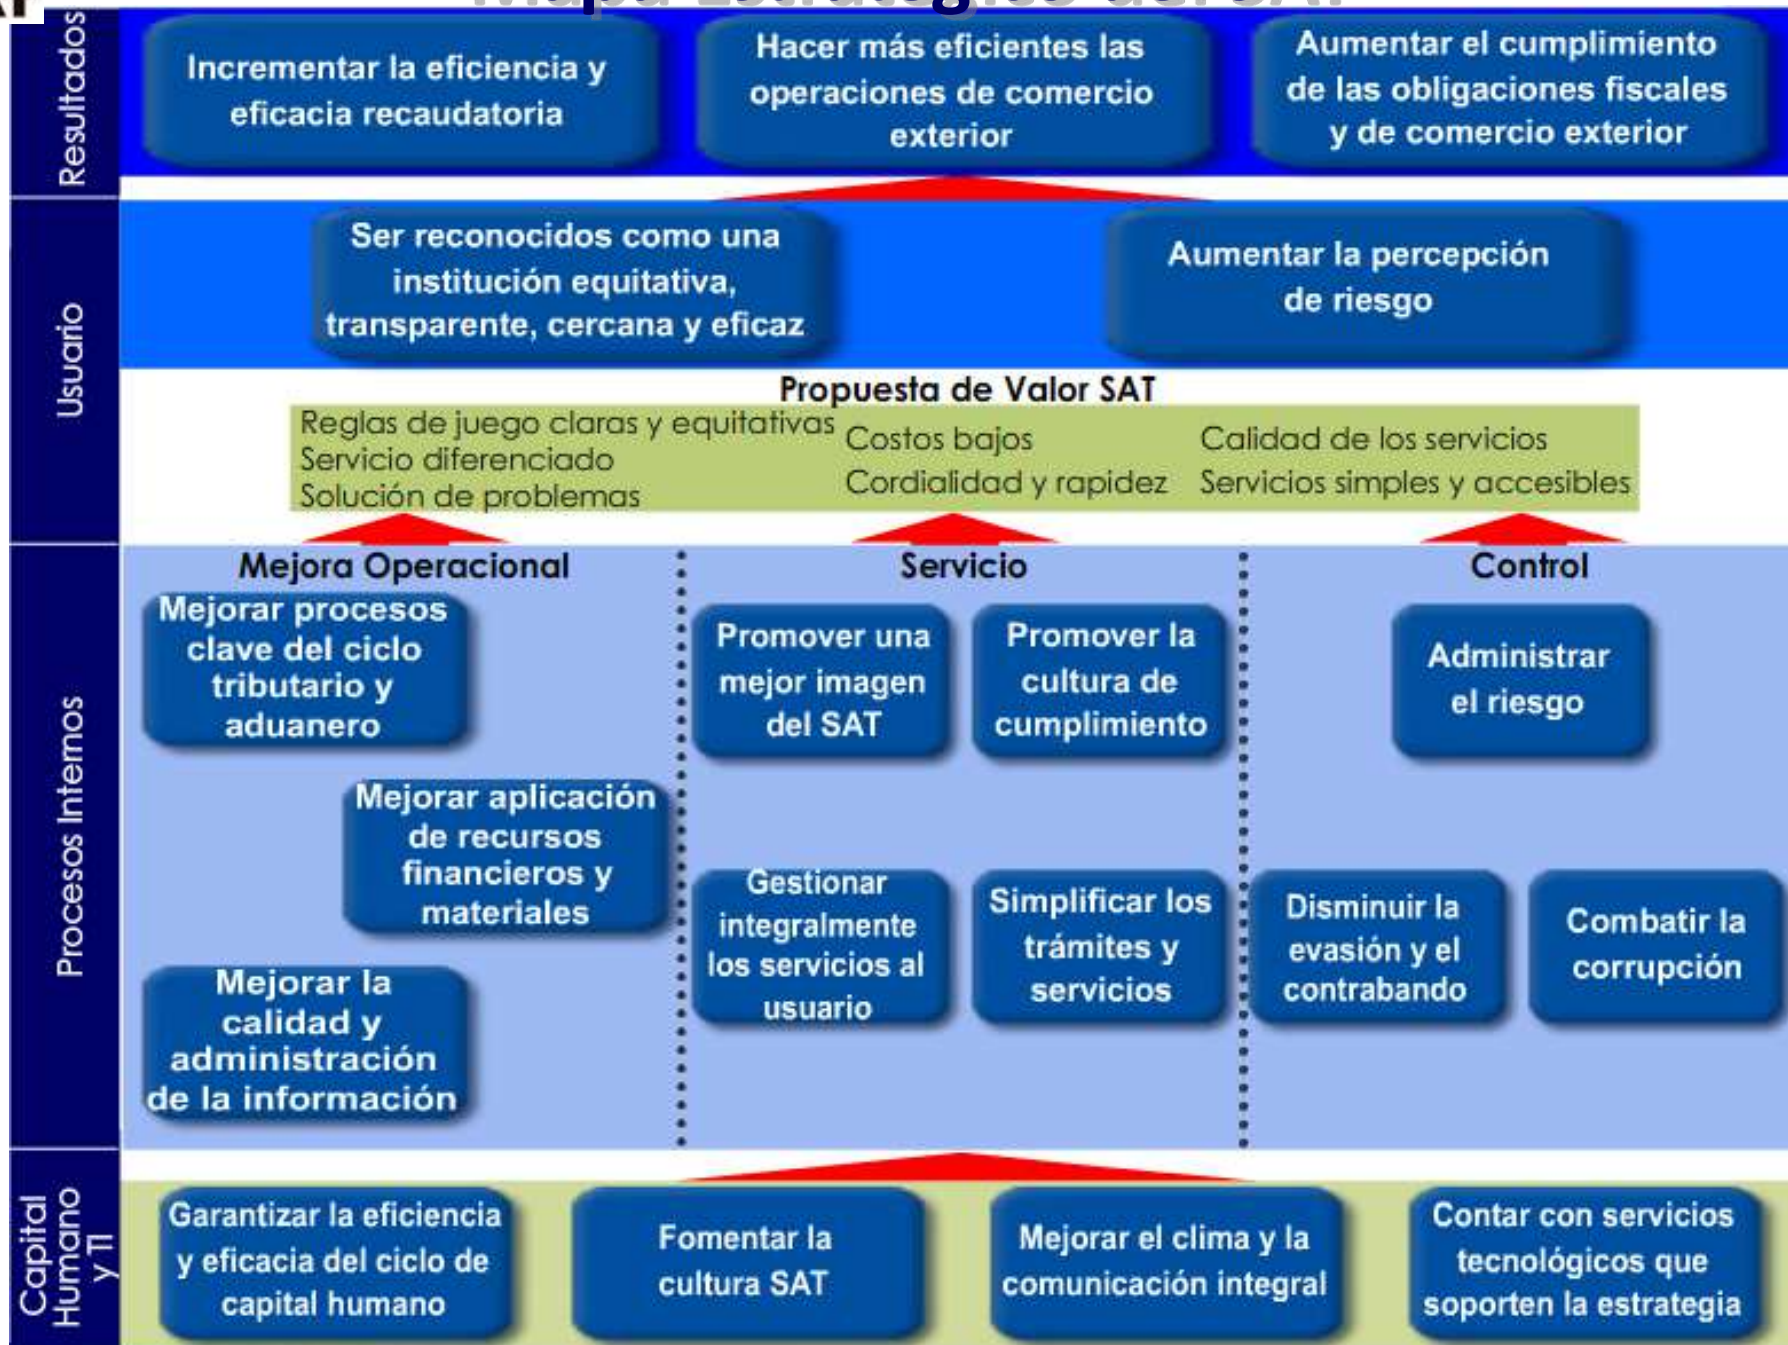 Mapa Estratégico del SAT
Resultados
Incrementar la eficiencia y
eficacia recaudatoria
Hacer más eficientes las
operaciones de comercio
exterior
Aumentar el cumplimiento
de las obligaciones fiscales
y de comercio exterior
Usuario
Ser reconocidos como una
institución equitativa,
transparente, cercana y eficaz
Aumentar la percepción
de riesgo
Propuesta de Valor SAT
Reglas de juego claras y equitativas
Servicio diferenciado
Solución de problemas
Costos bajos
Cordialidad y rapidez
Calidad de los servicios
Servicios simples y accesibles
Procesos Internos
Mejora Operacional
Mejorar procesos
clave del ciclo
tributario y
aduanero
Mejorar aplicación
de recursos
financieros y
materiales
Mejorar la
calidad y
administración
de la información
Servicio
Promover una
mejor imagen
del SAT
Promover la
cultura de
cumplimiento
Gestionar
integralmente
los servicios al
usuario
Simplificar los
trámites y
servicios
Control
Administrar
el riesgo
Disminuir la
evasión y el
contrabando
Combatir la
corrupción
Capital
Humano
y TI
Garantizar la eficiencia
y eficacia del ciclo de
capital humano
Fomentar la
cultura SAT
Mejorar el clima y la
comunicación integral
Contar con servicios
tecnológicos que
soporten la estrategia